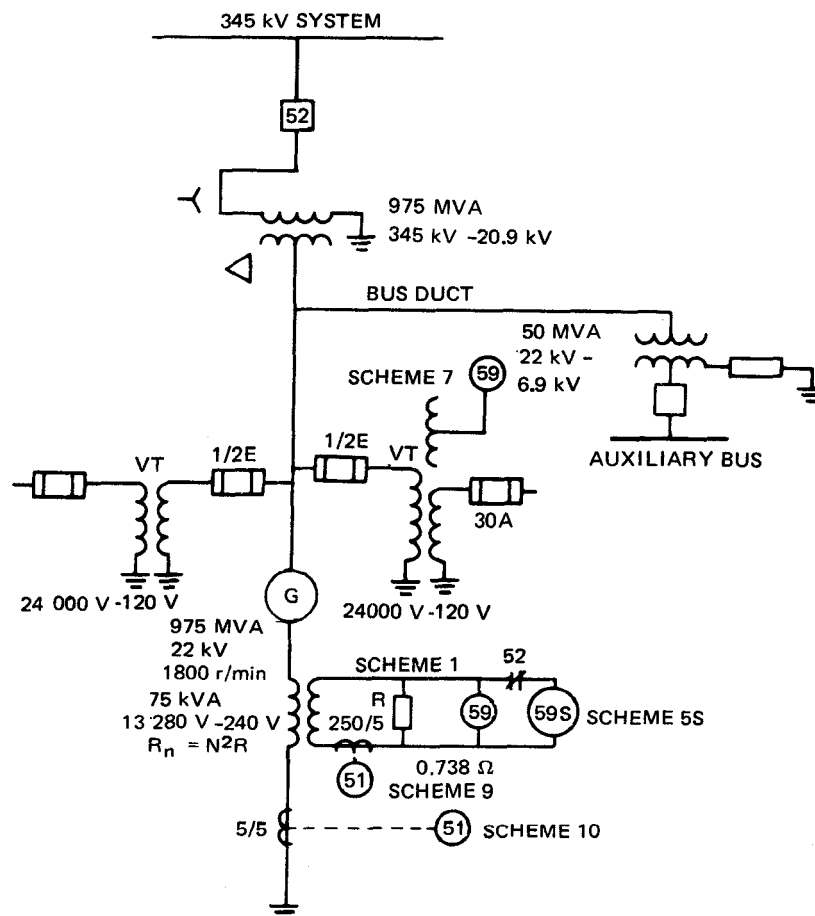 345 kV SYSTEM
52
975 MVA
345 kV -20.9 kV
BUS DUCT
50 MVA
22 kV -
6.9 kV
SCHEME 7
59
AUXILIARY BUS
VT
1/2E
1/2E
VT
30A
24 000 V -120 V
G
24000 V -120 V
975 MVA
22 kV
1800 r/min
75 kVA
13 280 V -240 V
R_n = N²R
SCHEME 1
52
R
250/5
59
59S
SCHEME 5S
0.738 Ω
51
SCHEME 9
5/5
51
SCHEME 10